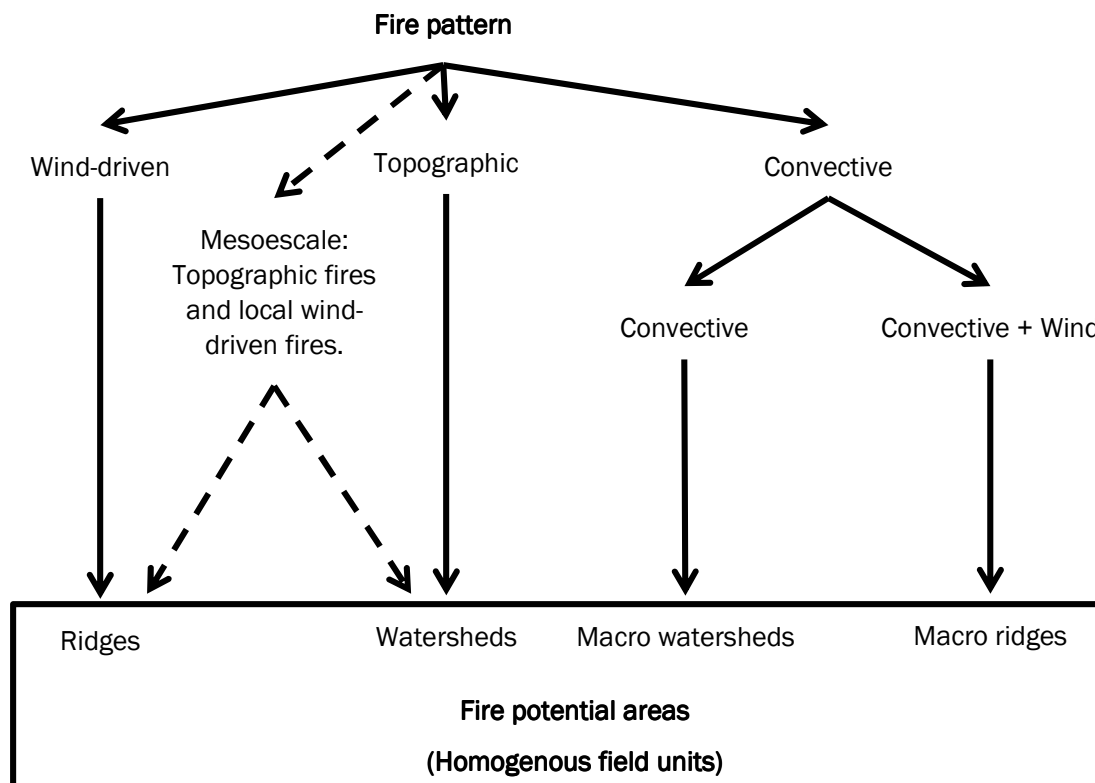 Fire pattern
Wind-driven
Topographic
Convective
Mesoescale:
Topographic fires
and local wind-
driven fires.
Convective
Convective + Wind
Ridges
Watersheds
Macro watersheds
Macro ridges
Fire potential areas
(Homogenous field units)